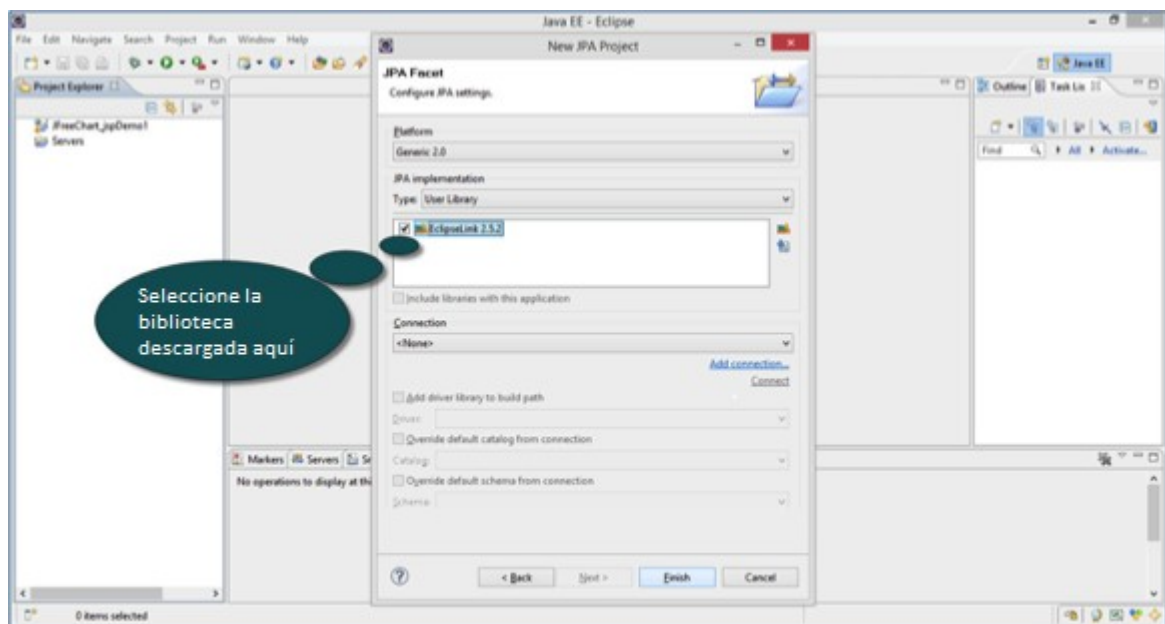 Java EE - Eclipse
File Edit Navigate Search Project Run Window Help
New JPA Project
Java EE
JPA Facet
Configure JPA settings.
Project Explorer
Outline
Task Lis
JFreeChart_jspDemo1
Servers
Find
All
Activate...
Platform
Generic 2.0
JPA implementation
Type: User Library
EclipseLink 2.5.2
Include libraries with this application
Seleccione la
biblioteca
descargada aquí
Connection
<None>
Add connection...
Connect
Add driver library to build path
Driver:
Override default catalog from connection
Catalog:
Override default schema from connection
Schema:
Markers
Servers
No operations to display at thi
< Back
Next >
Finish
Cancel
0 items selected